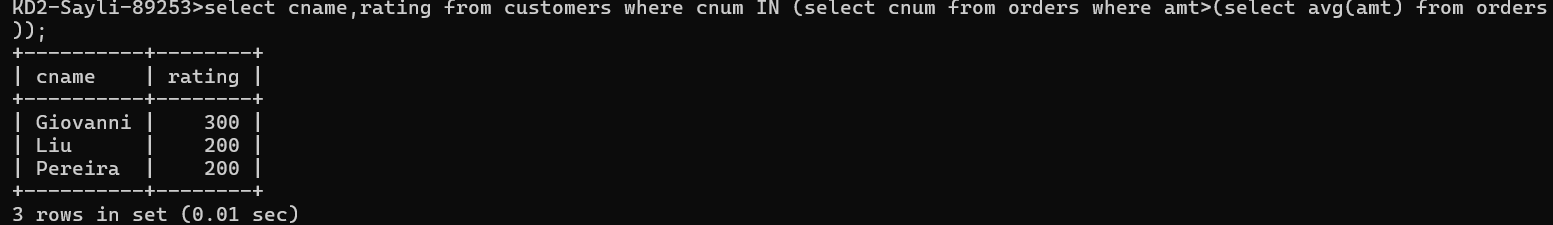 KD2-Sayli-89253>select cname,rating from customers where cnum IN (select cnum from orders where amt>(select avg(amt) from orders
));
+----------+--------+
| cname    | rating |
+----------+--------+
| Giovanni |    300 |
| Liu      |    200 |
| Pereira  |    200 |
+----------+--------+
3 rows in set (0.01 sec)